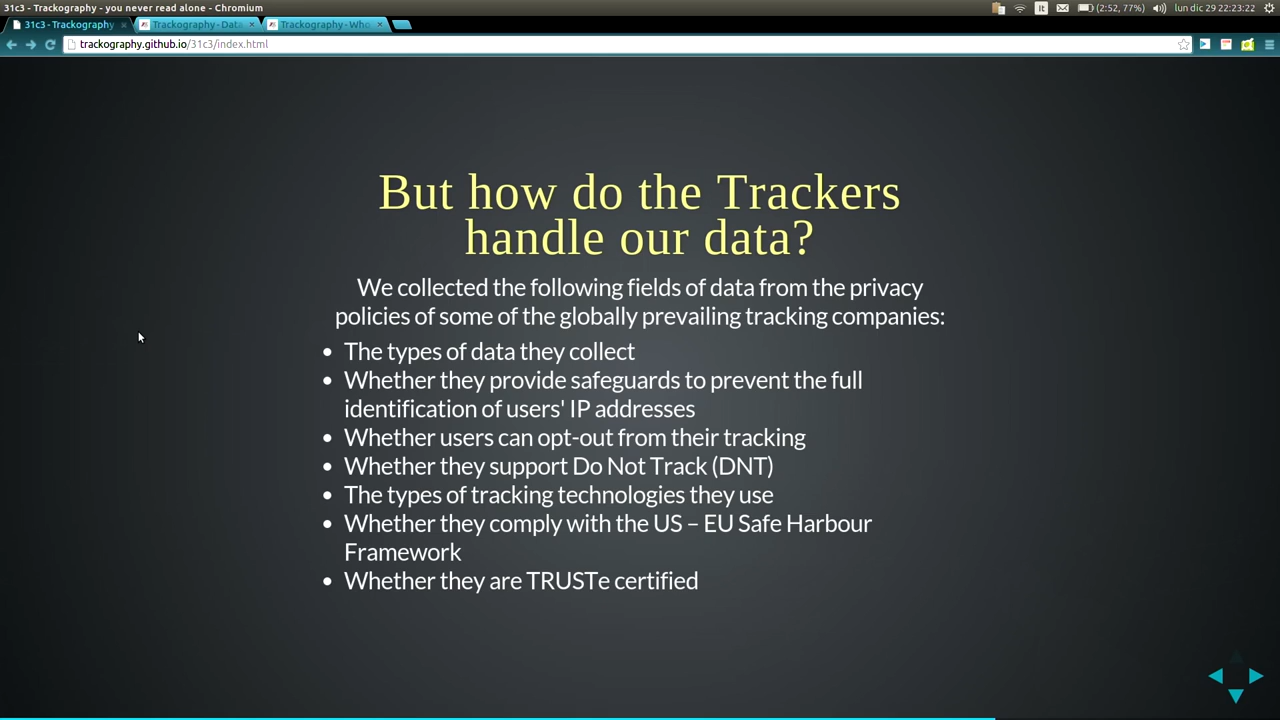 31c3 - Trackography - you never read alone - Chromium
It
(2:52, 77%)
lun dic 29 22:23:22
31c3 - Trackography
Trackography - Data
Trackography - Who
trackography.github.io/31c3/index.html
But how do the Trackers
handle our data?
We collected the following fields of data from the privacy
policies of some of the globally prevailing tracking companies:
• The types of data they collect
• Whether they provide safeguards to prevent the full
identification of users' IP addresses
• Whether users can opt-out from their tracking
• Whether they support Do Not Track (DNT)
• The types of tracking technologies they use
• Whether they comply with the US – EU Safe Harbour
Framework
• Whether they are TRUSTe certified